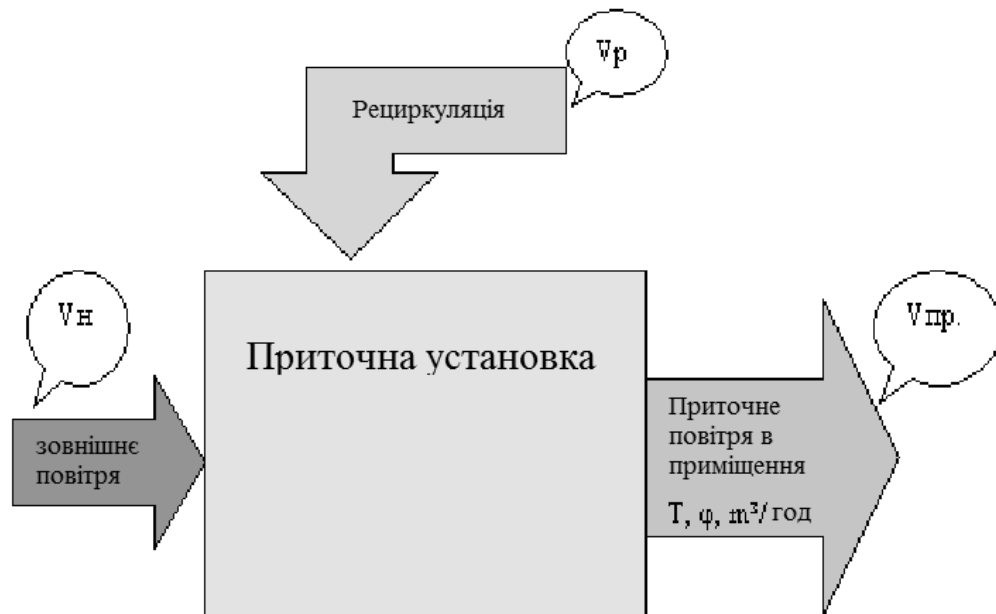 Vр
Рециркуляція
Vн
Vпр.
Приточна установка
зовнішнє
повітря
Приточне
повітря в
приміщення
T, φ, m³/год